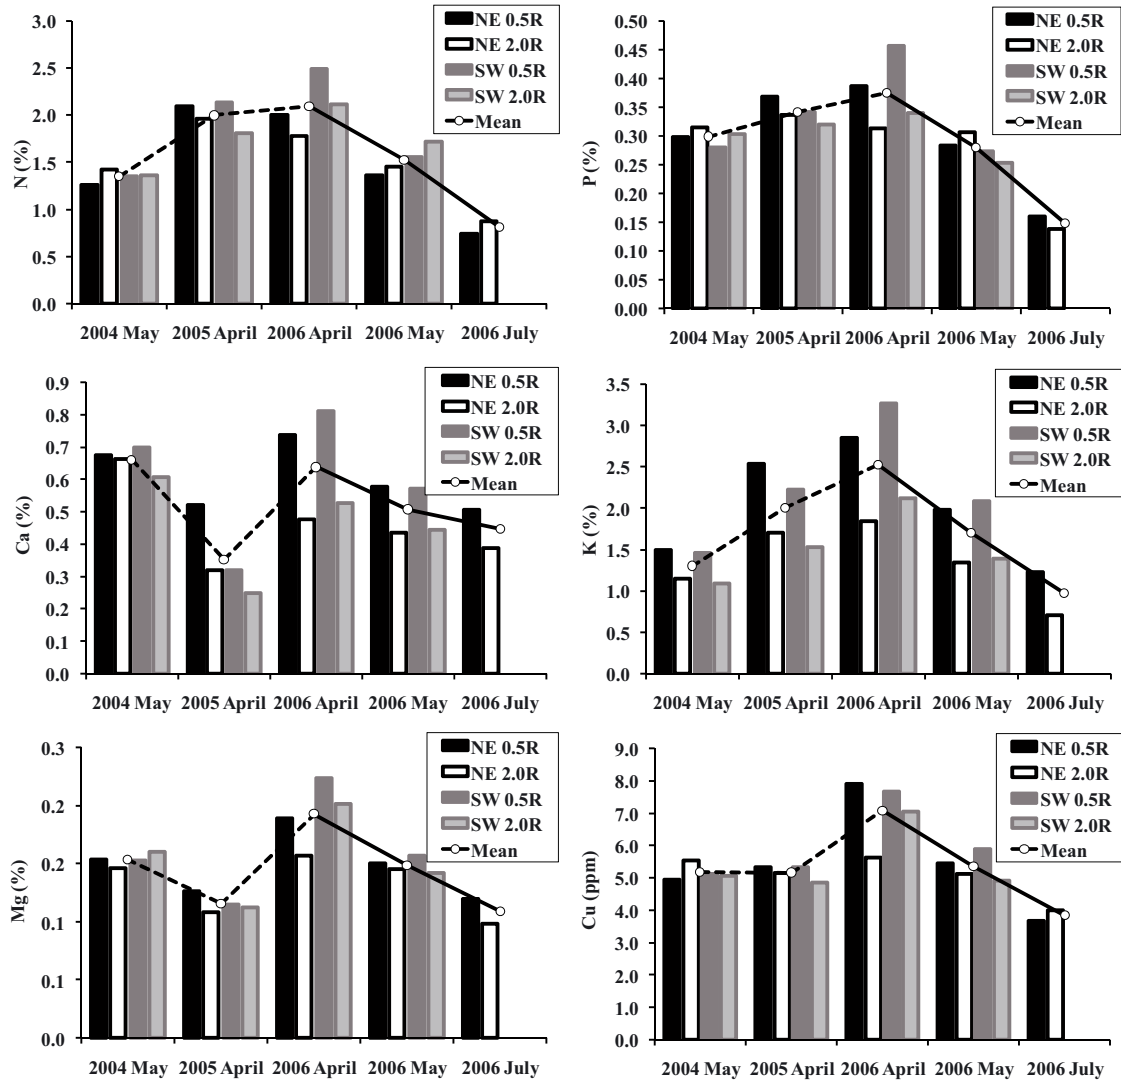 3.0
2.5
2.0
1.5
1.0
0.5
0.0
N (%)
NE 0.5R
NE 2.0R
SW 0.5R
SW 2.0R
Mean
2004 May 2005 April 2006 April 2006 May 2006 July
0.50
0.45
0.40
0.35
0.30
0.25
0.20
0.15
0.10
0.05
0.00
P (%)
NE 0.5R
NE 2.0R
SW 0.5R
SW 2.0R
Mean
2004 May 2005 April 2006 April 2006 May 2006 July
0.9
0.8
0.7
0.6
0.5
0.4
0.3
0.2
0.1
0.0
Ca (%)
NE 0.5R
NE 2.0R
SW 0.5R
SW 2.0R
Mean
2004 May 2005 April 2006 April 2006 May 2006 July
3.5
3.0
2.5
2.0
1.5
1.0
0.5
0.0
K (%)
NE 0.5R
NE 2.0R
SW 0.5R
SW 2.0R
Mean
2004 May 2005 April 2006 April 2006 May 2006 July
0.3
0.2
0.2
0.1
0.1
0.0
Mg (%)
NE 0.5R
NE 2.0R
SW 0.5R
SW 2.0R
Mean
2004 May 2005 April 2006 April 2006 May 2006 July
9.0
8.0
7.0
6.0
5.0
4.0
3.0
2.0
1.0
0.0
Cu (ppm)
NE 0.5R
NE 2.0R
SW 0.5R
SW 2.0R
Mean
2004 May 2005 April 2006 April 2006 May 2006 July